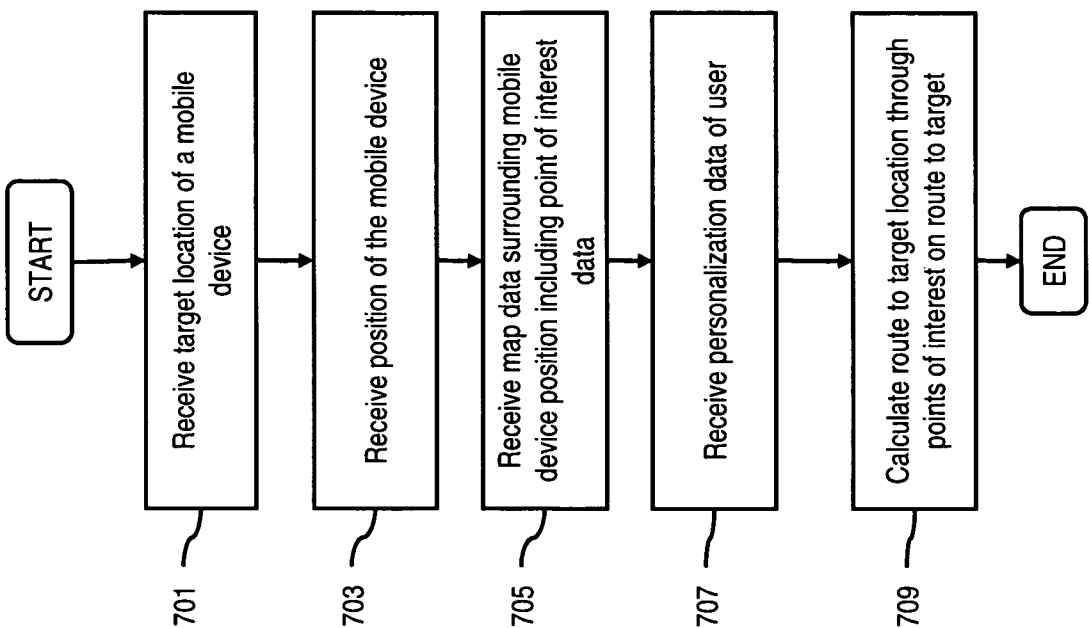 START
701
Receive target location of a mobile
device
703
Receive position of the mobile device
705
Receive map data surrounding mobile
device position including point of interest
data
707
Receive personalization data of user
709
Calculate route to target location through
points of interest on route to target
END